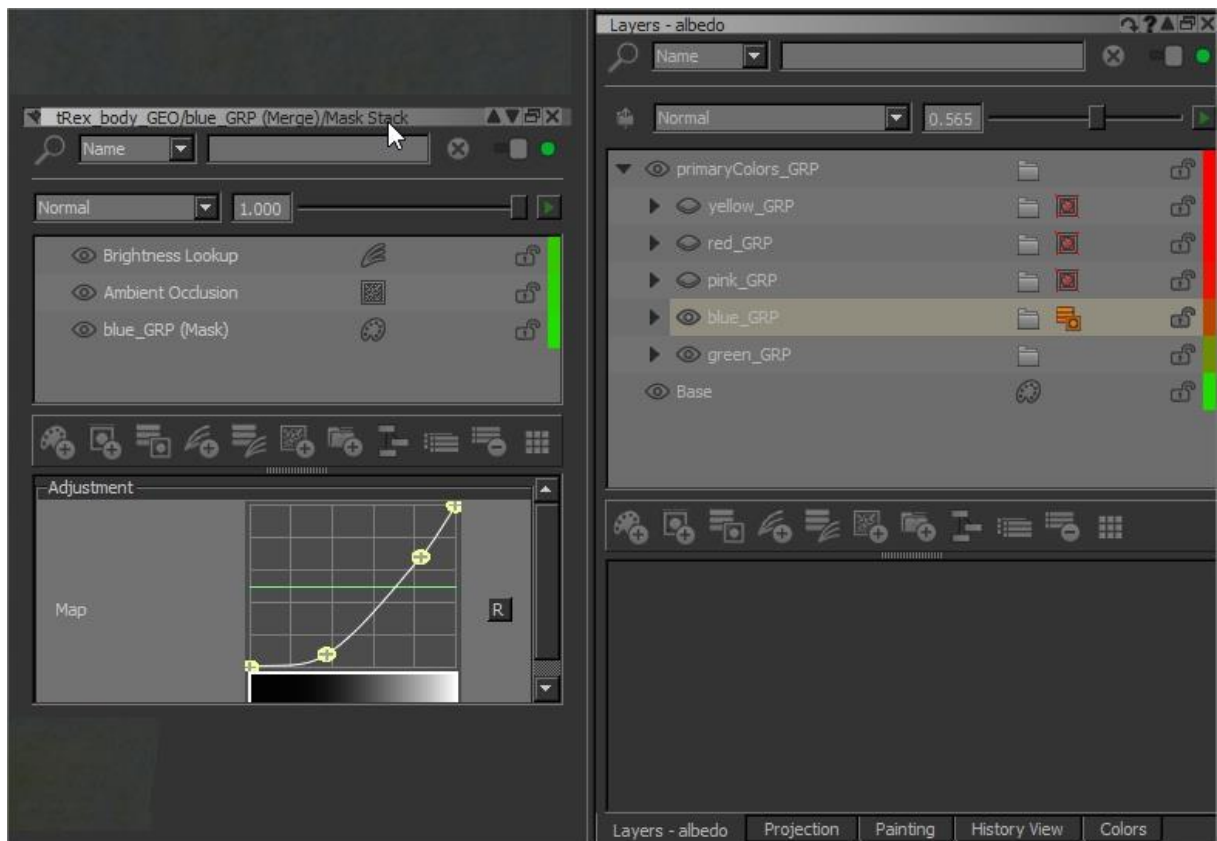 tRex_body_GEO/blue_GRP (Merge)/Mask Stack
Name
Normal
1.000
Brightness Lookup
Ambient Occlusion
blue_GRP (Mask)
Adjustment
Map
R
Layers - albedo
Name
Normal
0.565
primaryColors_GRP
yellow_GRP
red_GRP
pink_GRP
blue_GRP
green_GRP
Base
Layers - albedo
Projection
Painting
History View
Colors